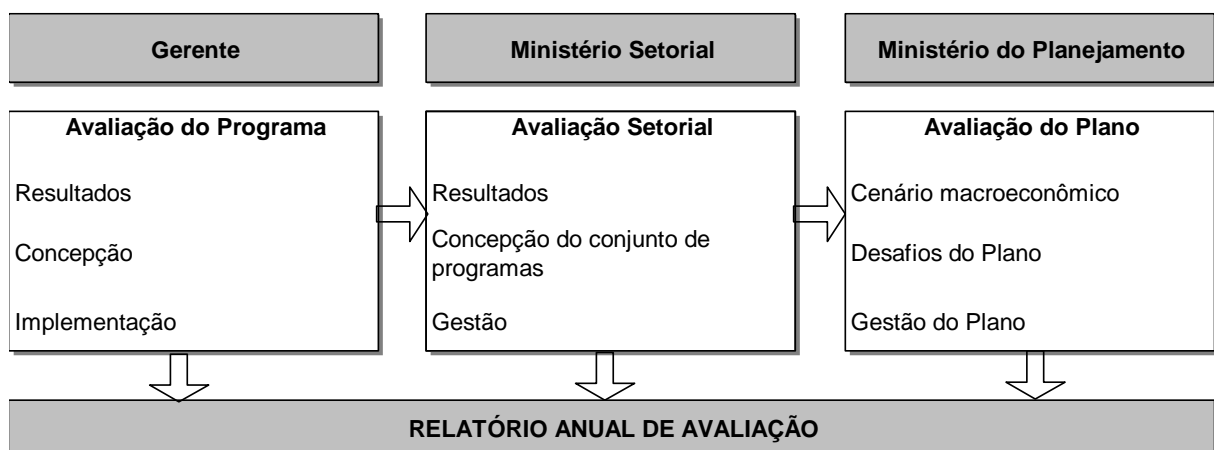 Gerente
Ministério Setorial
Ministério do Planejamento
Avaliação do Programa
Resultados
Concepção
Implementação
Avaliação Setorial
Resultados
Concepção do conjunto de
programas
Gestão
Avaliação do Plano
Cenário macroeconômico
Desafios do Plano
Gestão do Plano
RELATÓRIO ANUAL DE AVALIAÇÃO